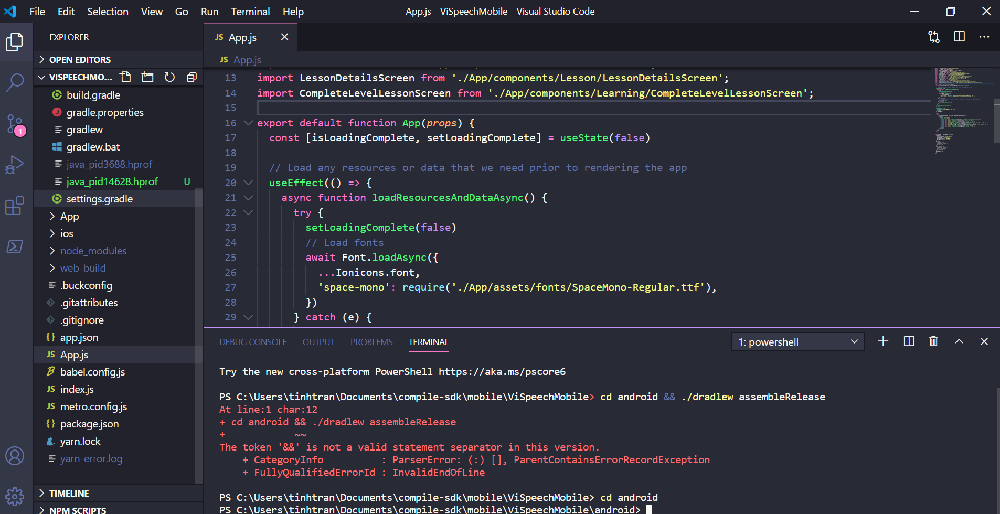 File Edit Selection View Go Run Terminal Help
App.js - ViSpeechMobile - Visual Studio Code
EXPLORER
OPEN EDITORS
VISPEECHMO...
build.gradle
gradle.properties
gradlew
gradlew.bat
java_pid3688.hprof
java_pid14628.hprof U
settings.gradle
App
ios
node_modules
web-build
.buckconfig
.gitattributes
.gitignore
app.json
App.js
babel.config.js
index.js
metro.config.js
package.json
yarn.lock
yarn-error.log
TIMELINE
NPM SCRIPTS
1
JS App.js
JS App.js
13 import LessonDetailsScreen from './App/components/Lesson/LessonDetailsScreen';
14 import CompleteLevelLessonScreen from './App/components/Learning/CompleteLevelLessonScreen';
15
16 export default function App(props) {
17 const [isLoadingComplete, setLoadingComplete] = useState(false)
18
19 // Load any resources or data that we need prior to rendering the app
20 useEffect(() => {
21 async function loadResourcesAndDataAsync() {
22 try {
23 setLoadingComplete(false)
24 // Load fonts
25 await Font.loadAsync({
26 ...Ionicons.font,
27 'space-mono': require('./App/assets/fonts/SpaceMono-Regular.ttf'),
28 })
29 } catch (e) {
DEBUG CONSOLE OUTPUT PROBLEMS TERMINAL
1: powershell
Try the new cross-platform PowerShell https://aka.ms/pscore6
PS C:\Users\tinhtran\Documents\compile-sdk\mobile\ViSpeechMobile> cd android && ./dradlew assembleRelease
At line:1 char:12
+ cd android && ./dradlew assembleRelease
+ ~~
The token '&&' is not a valid statement separator in this version.
+ CategoryInfo : ParserError: (:) [], ParentContainsErrorRecordException
+ FullyQualifiedErrorId : InvalidEndOfLine
PS C:\Users\tinhtran\Documents\compile-sdk\mobile\ViSpeechMobile> cd android
PS C:\Users\tinhtran\Documents\compile-sdk\mobile\ViSpeechMobile\android>